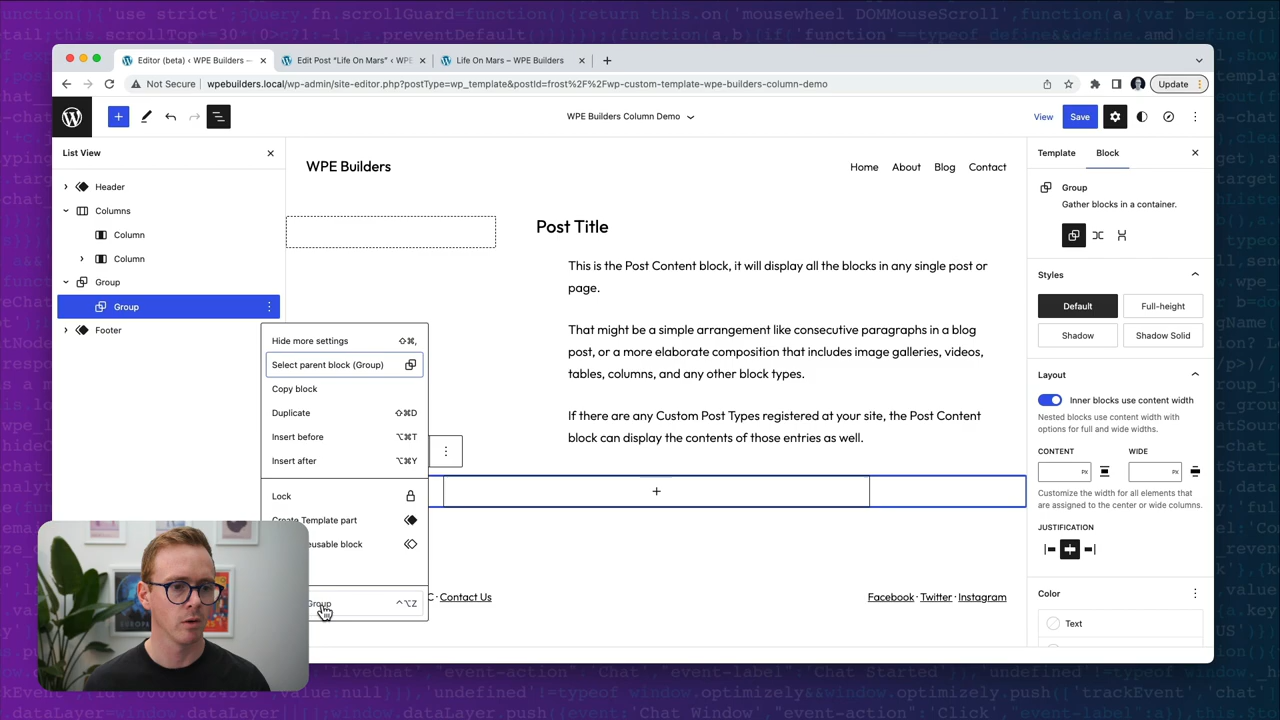 Editor (beta) ‹ WPE Builders —
Edit Post “Life On Mars” ‹ WPE
Life On Mars – WPE Builders
Not Secure
wpebuilders.local/wp-admin/site-editor.php?postType=wp_template&postId=frost%2F%2Fwp-custom-template-wpe-builders-column-demo
Update
WPE Builders Column Demo
View
Save
List View
Header
Columns
Column
Column
Group
Group
Footer
WPE Builders
Home
About
Blog
Contact
Post Title
This is the Post Content block, it will display all the blocks in any single post or
page.
That might be a simple arrangement like consecutive paragraphs in a blog
post, or a more elaborate composition that includes image galleries, videos,
tables, columns, and any other block types.
If there are any Custom Post Types registered at your site, the Post Content
block can display the contents of those entries as well.
Hide more settings ⇧⌘,
Select parent block (Group)
Copy block
Duplicate ⇧⌘D
Insert before ⌥⌘T
Insert after ⌥⌘Y
Lock
Create Template part
eusable block
Group ⌃⌥Z
C · Contact Us
Facebook · Twitter · Instagram
Template
Block
Group
Gather blocks in a container.
Styles
Default
Full-height
Shadow
Shadow Solid
Layout
Inner blocks use content width
Nested blocks use content width with
options for full and wide widths.
CONTENT
WIDE
PX
PX
Customize the width for all elements that
are assigned to the center or wide columns.
JUSTIFICATION
Color
Text